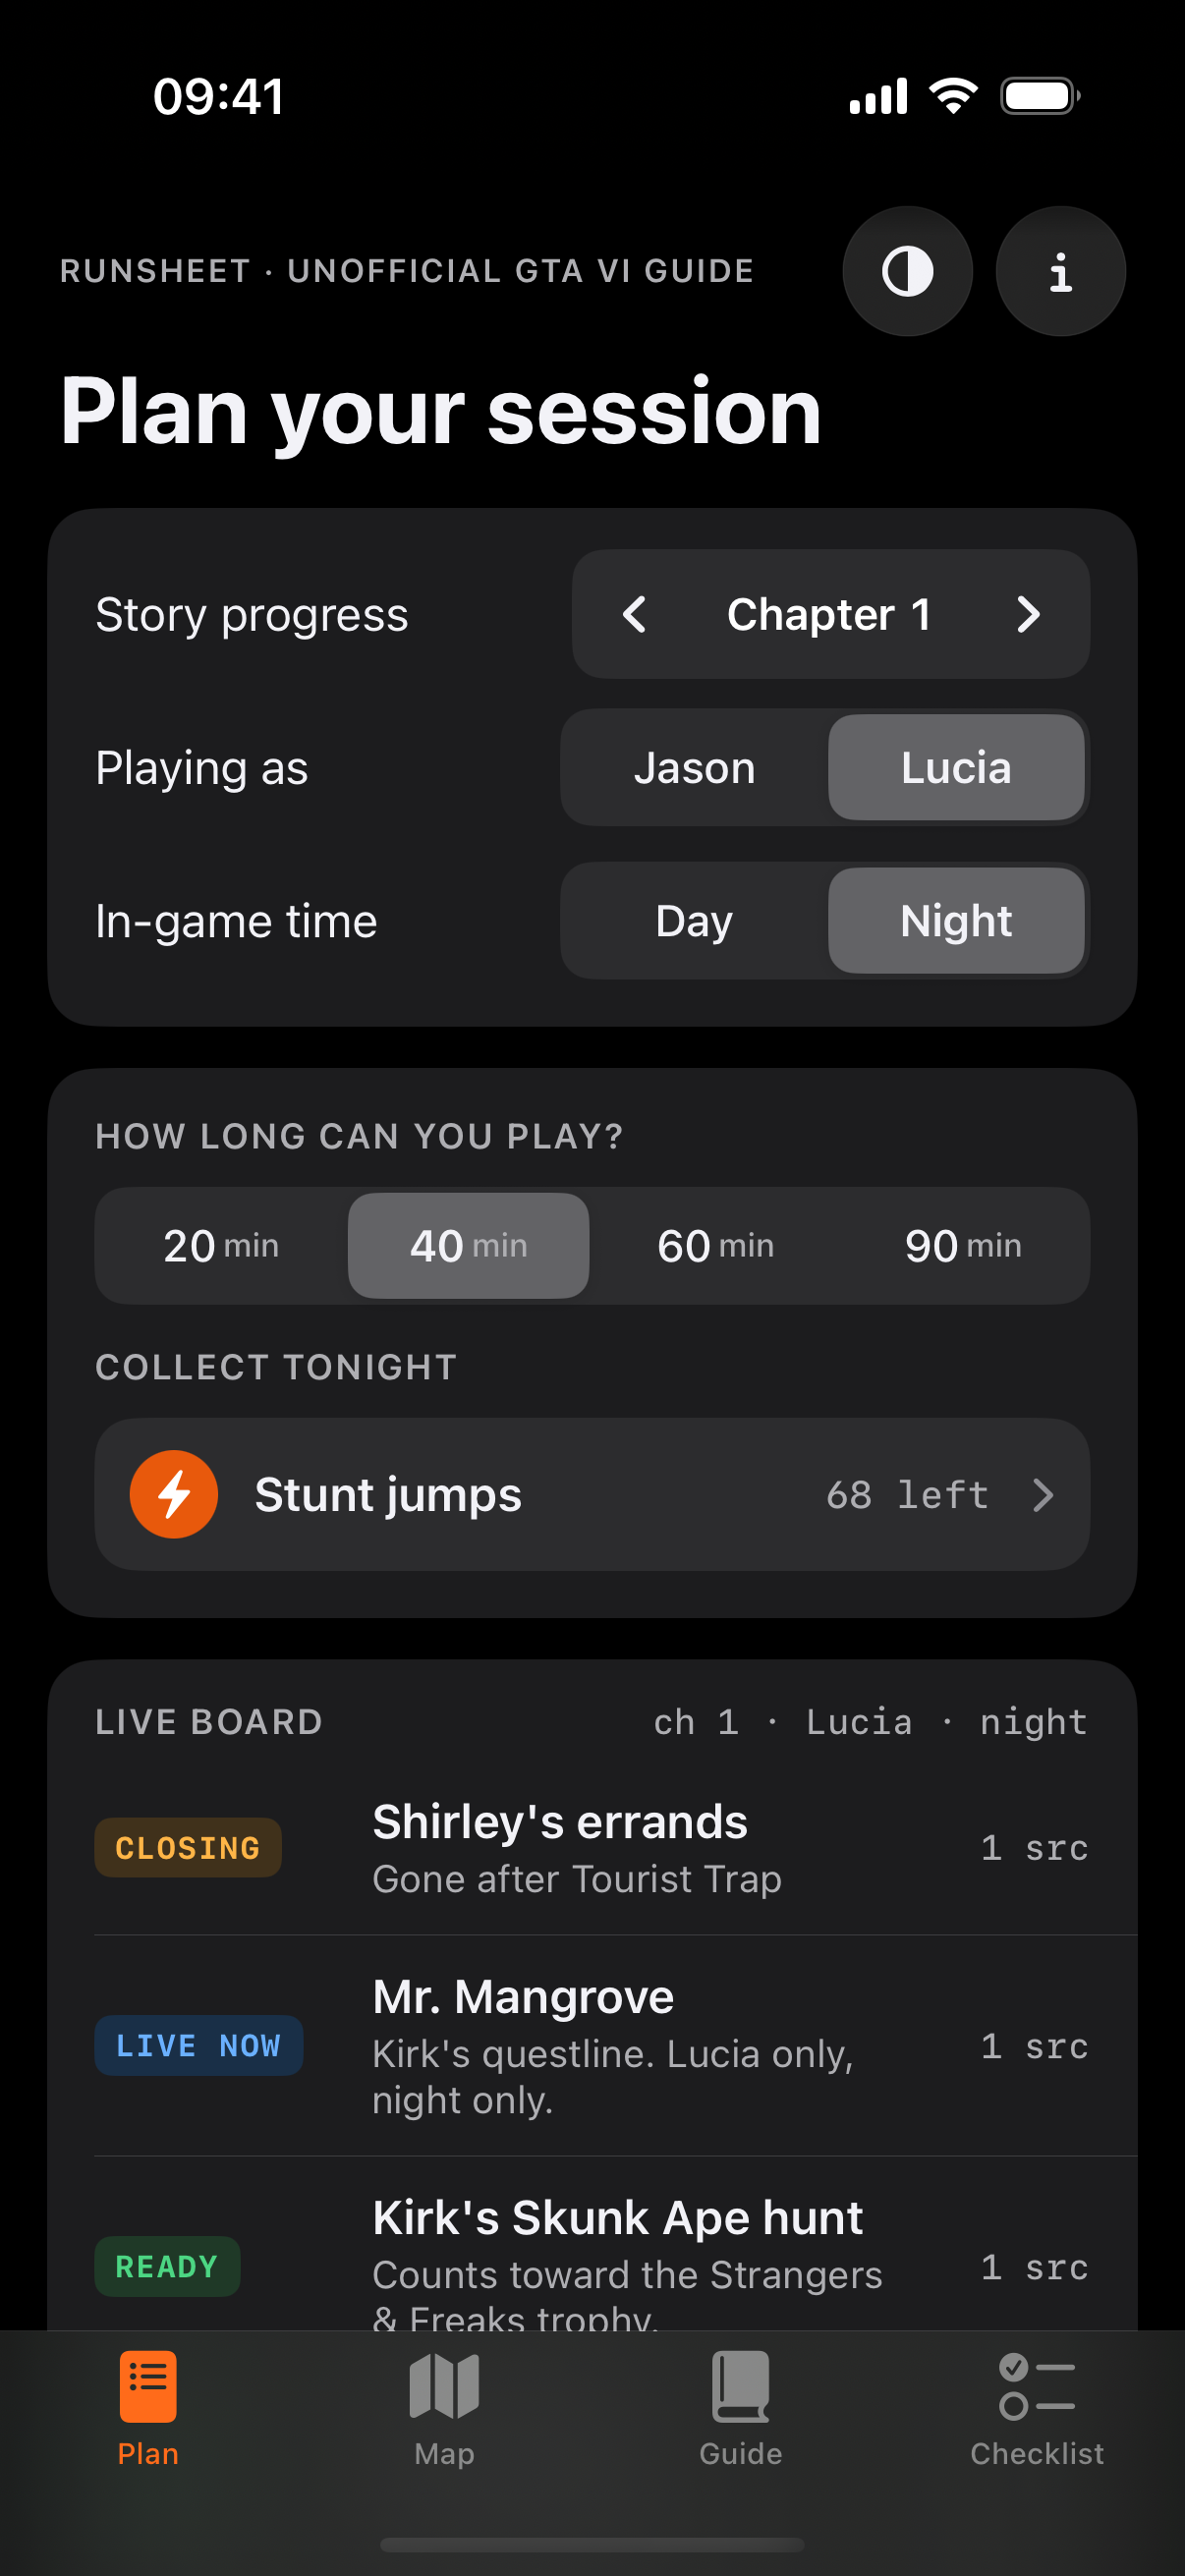 09:41
RUNSHEET · UNOFFICIAL GTA VI GUIDE
Plan your session
Story progress
Chapter 1
Playing as
Jason
Lucia
In-game time
Day
Night
HOW LONG CAN YOU PLAY?
20 min
40 min
60 min
90 min
COLLECT TONIGHT
Stunt jumps
68 left
LIVE BOARD
ch 1 · Lucia · night
CLOSING
Shirley's errands
Gone after Tourist Trap
1 src
LIVE NOW
Mr. Mangrove
Kirk's questline. Lucia only,
night only.
1 src
READY
Kirk's Skunk Ape hunt
Counts toward the Strangers
& Freaks trophy.
1 src
Plan
Map
Guide
Checklist